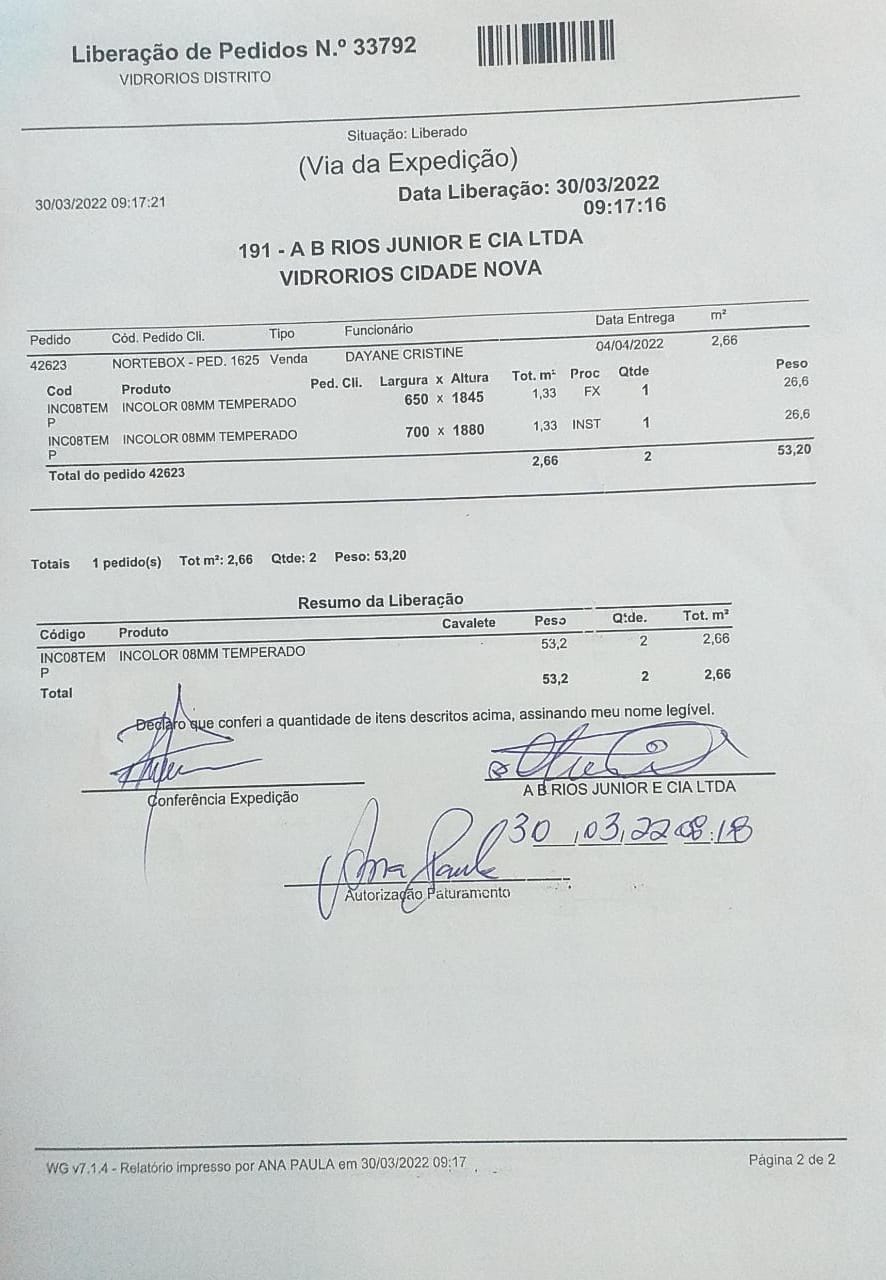 Liberação de Pedidos N.º 33792
VIDRORIOS DISTRITO
Situação: Liberado
(Via da Expedição)
30/03/2022 09:17:21
Data Liberação: 30/03/2022
09:17:16
191 - A B RIOS JUNIOR E CIA LTDA
VIDRORIOS CIDADE NOVA
Pedido Cód. Pedido Cli. Tipo Funcionário Data Entrega m²
42623 NORTEBOX - PED. 1625 Venda DAYANE CRISTINE 04/04/2022 2,66
Cod Produto Ped. Cli. Largura x Altura Tot. m² Proc Qtde Peso
INC08TEM INCOLOR 08MM TEMPERADO 650 x 1845 1,33 FX 1 26,6
P
INC08TEM INCOLOR 08MM TEMPERADO 700 x 1880 1,33 INST 1 26,6
P
Total do pedido 42623 2,66 2 53,20
Totais 1 pedido(s) Tot m²: 2,66 Qtde: 2 Peso: 53,20
Resumo da Liberação
Código Produto Cavalete Peso Qtde. Tot. m²
INC08TEM INCOLOR 08MM TEMPERADO 53,2 2 2,66
P
Total 53,2 2 2,66
Declaro que conferi a quantidade de itens descritos acima, assinando meu nome legível.
Conferência Expedição
A B RIOS JUNIOR E CIA LTDA
30,03,22 08:18
Ana Paula
Autorização Faturamento
WG v7.1.4 - Relatório impresso por ANA PAULA em 30/03/2022 09:17
Página 2 de 2